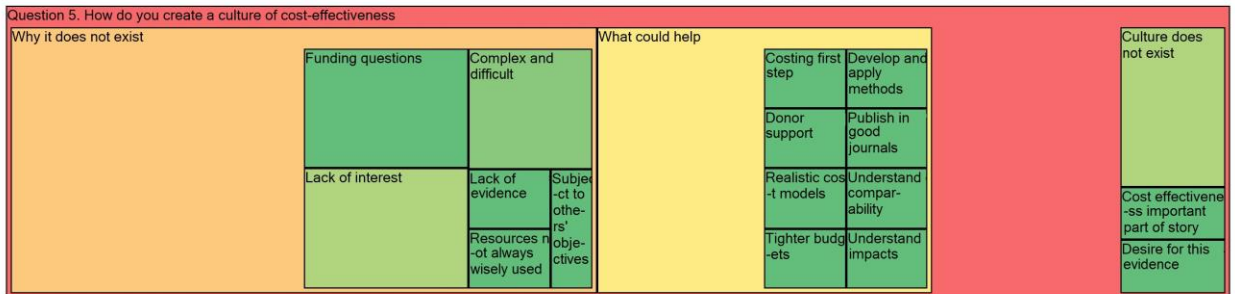 Question 5. How do you create a culture of cost-effectiveness
Why it does not exist
Funding questions
Complex and
difficult
Lack of interest
Lack of
evidence
Resources n
-ot always
wisely used
Subjec
-ct to
othe-
rs'
obje-
ctives
What could help
Costing first
step
Develop and
apply
methods
Donor
support
Publish in
good
journals
Realistic cos
-t models
Understand
compar-
ability
Tighter budg
-ets
Understand
impacts
Culture does
not exist
Cost effectivene
-ss important
part of story
Desire for this
evidence